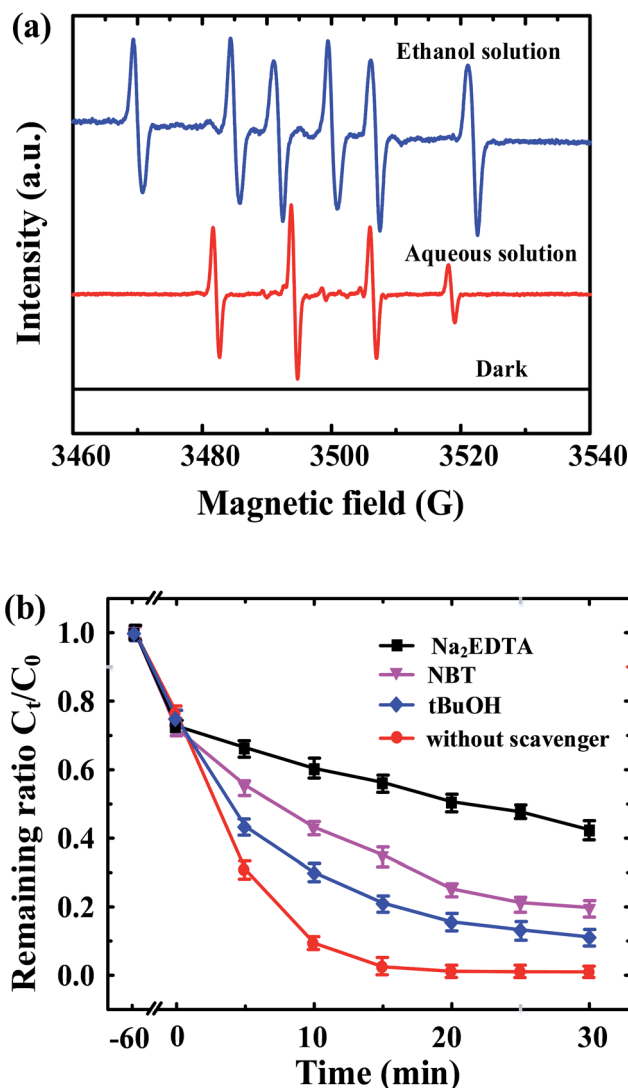 (a)
Ethanol solution
Aqueous solution
Dark
Intensity (a.u.)
3460 3480 3500 3520 3540
Magnetic field (G)
(b)
Na₂EDTA
NBT
tBuOH
without scavenger
Remaining ratio Cₜ/C₀
1.0
0.8
0.6
0.4
0.2
0.0
-60 0 10 20 30
Time (min)